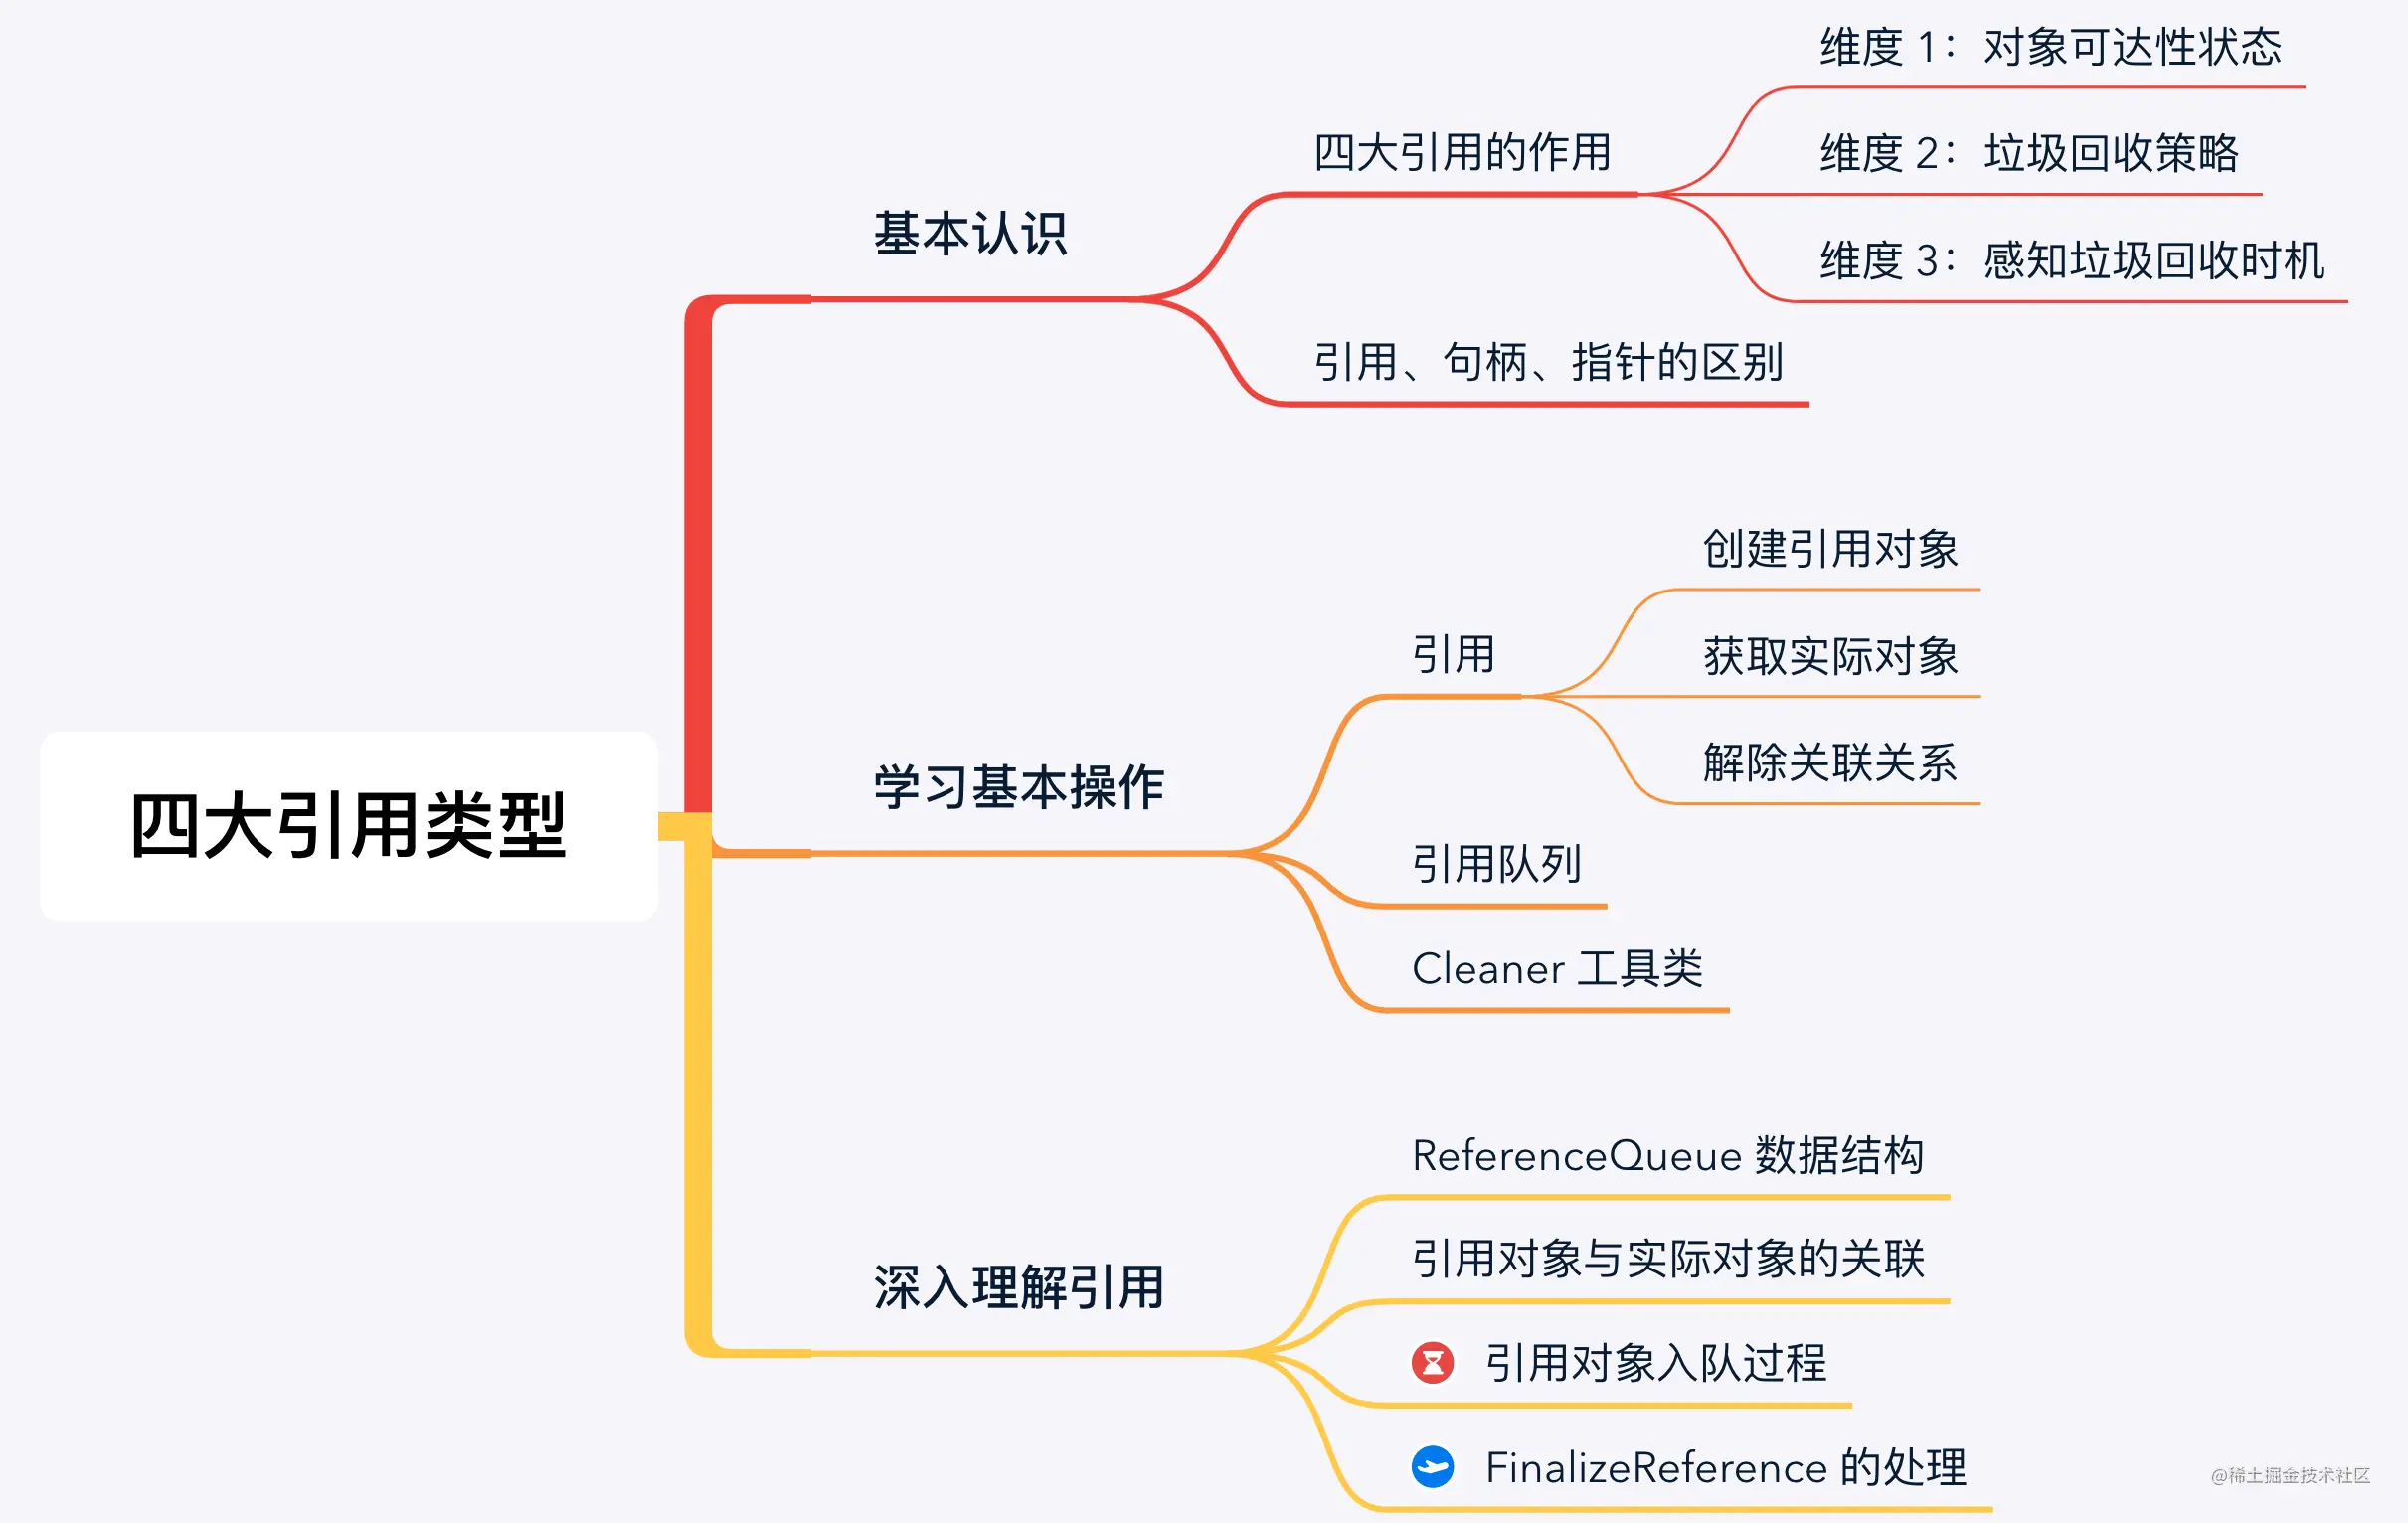 四大引用类型
基本认识
四大引用的作用
维度 1：对象可达性状态
维度 2：垃圾回收策略
维度 3：感知垃圾回收时机
引用、句柄、指针的区别
学习基本操作
引用
创建引用对象
获取实际对象
解除关联关系
引用队列
Cleaner 工具类
深入理解引用
ReferenceQueue 数据结构
引用对象与实际对象的关联
引用对象入队过程
FinalizeReference 的处理
@稀土掘金技术社区